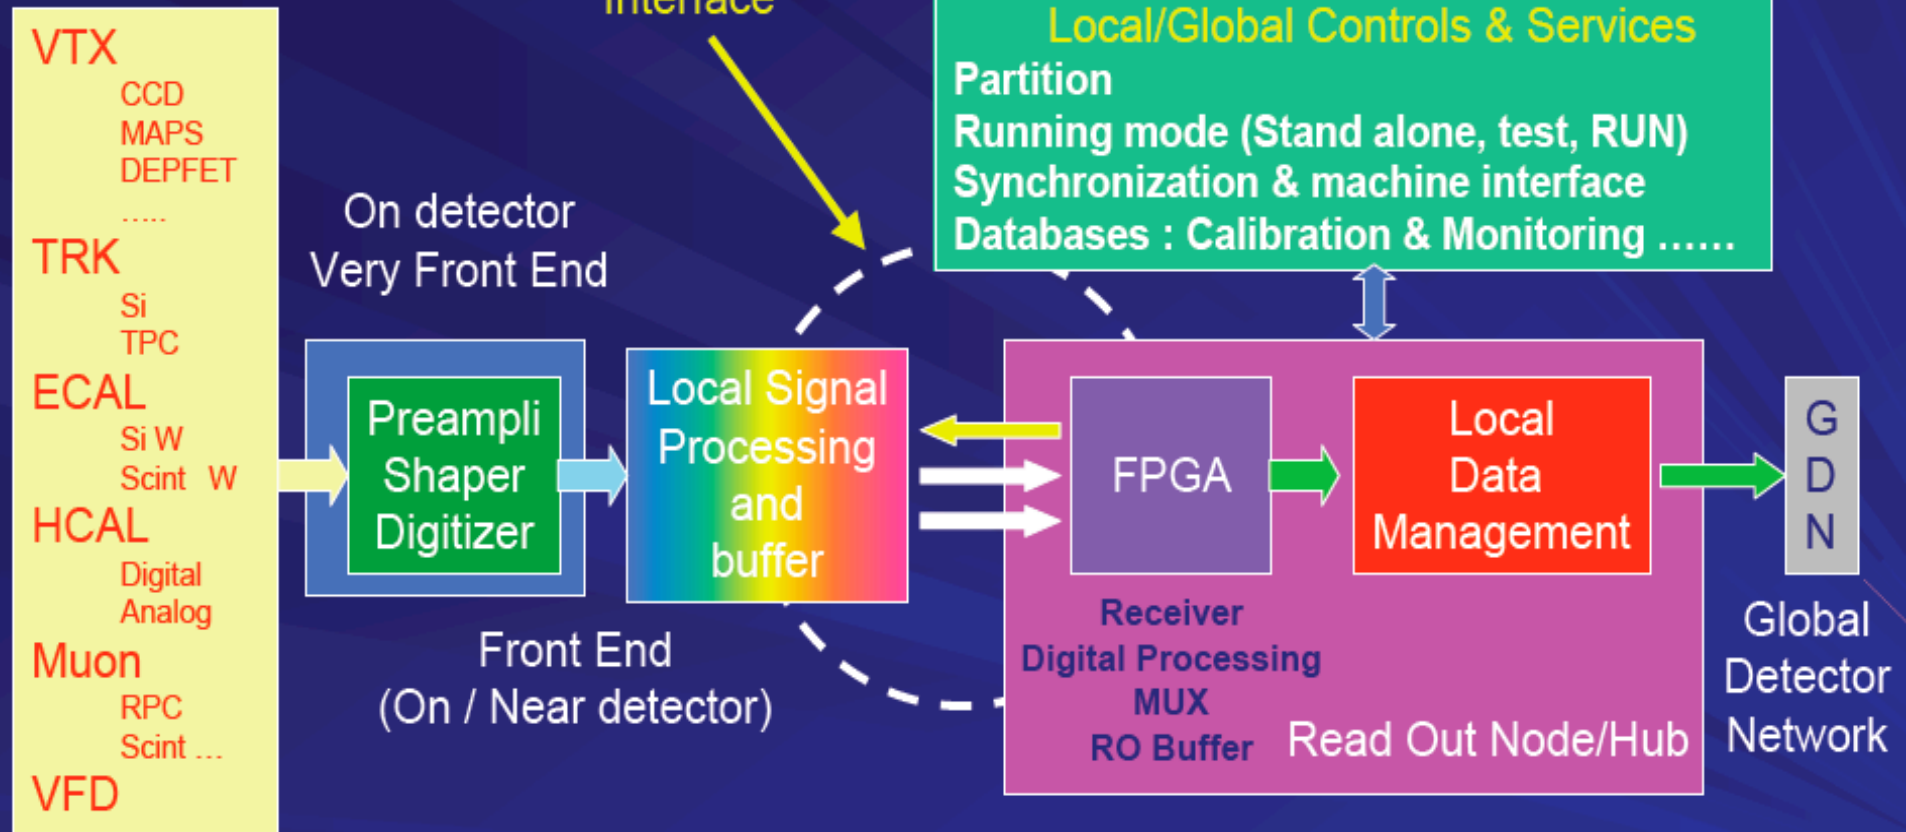 VTX
CCD
MAPS
DEPFET
.....
TRK
Si
TPC
ECAL
Si W
Scint W
HCAL
Digital
Analog
Muon
RPC
Scint ...
VFD
Interface
On detector
Very Front End
Preampli
Shaper
Digitizer
Local Signal
Processing
and
buffer
Front End
(On / Near detector)
Local/Global Controls & Services
Partition
Running mode (Stand alone, test, RUN)
Synchronization & machine interface
Databases : Calibration & Monitoring ......
FPGA
Receiver
Digital Processing
MUX
RO Buffer
Local
Data
Management
Read Out Node/Hub
G
D
N
Global
Detector
Network